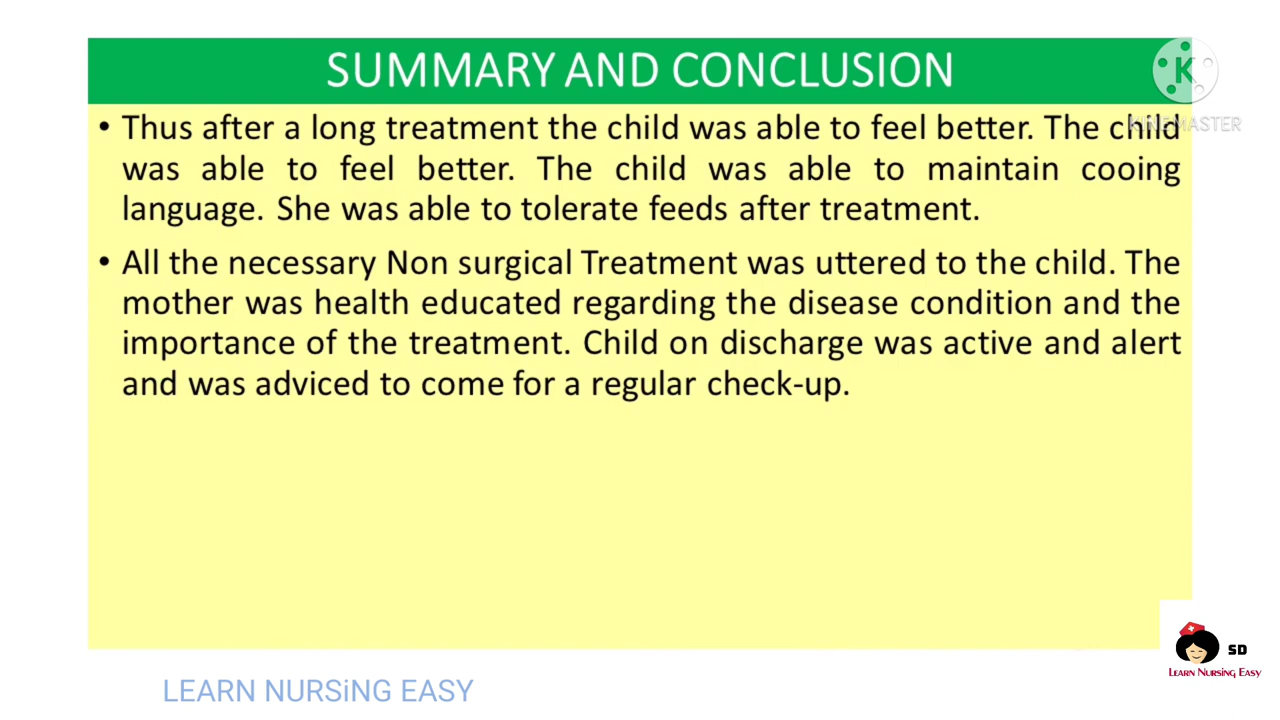 SUMMARY AND CONCLUSION
K
KINEMASTER
• Thus after a long treatment the child was able to feel better. The child
was able to feel better. The child was able to maintain cooing
language. She was able to tolerate feeds after treatment.
• All the necessary Non surgical Treatment was uttered to the child. The
mother was health educated regarding the disease condition and the
importance of the treatment. Child on discharge was active and alert
and was adviced to come for a regular check-up.
SD
LEARN NURSING EASY
LEARN NURSiNG EASY